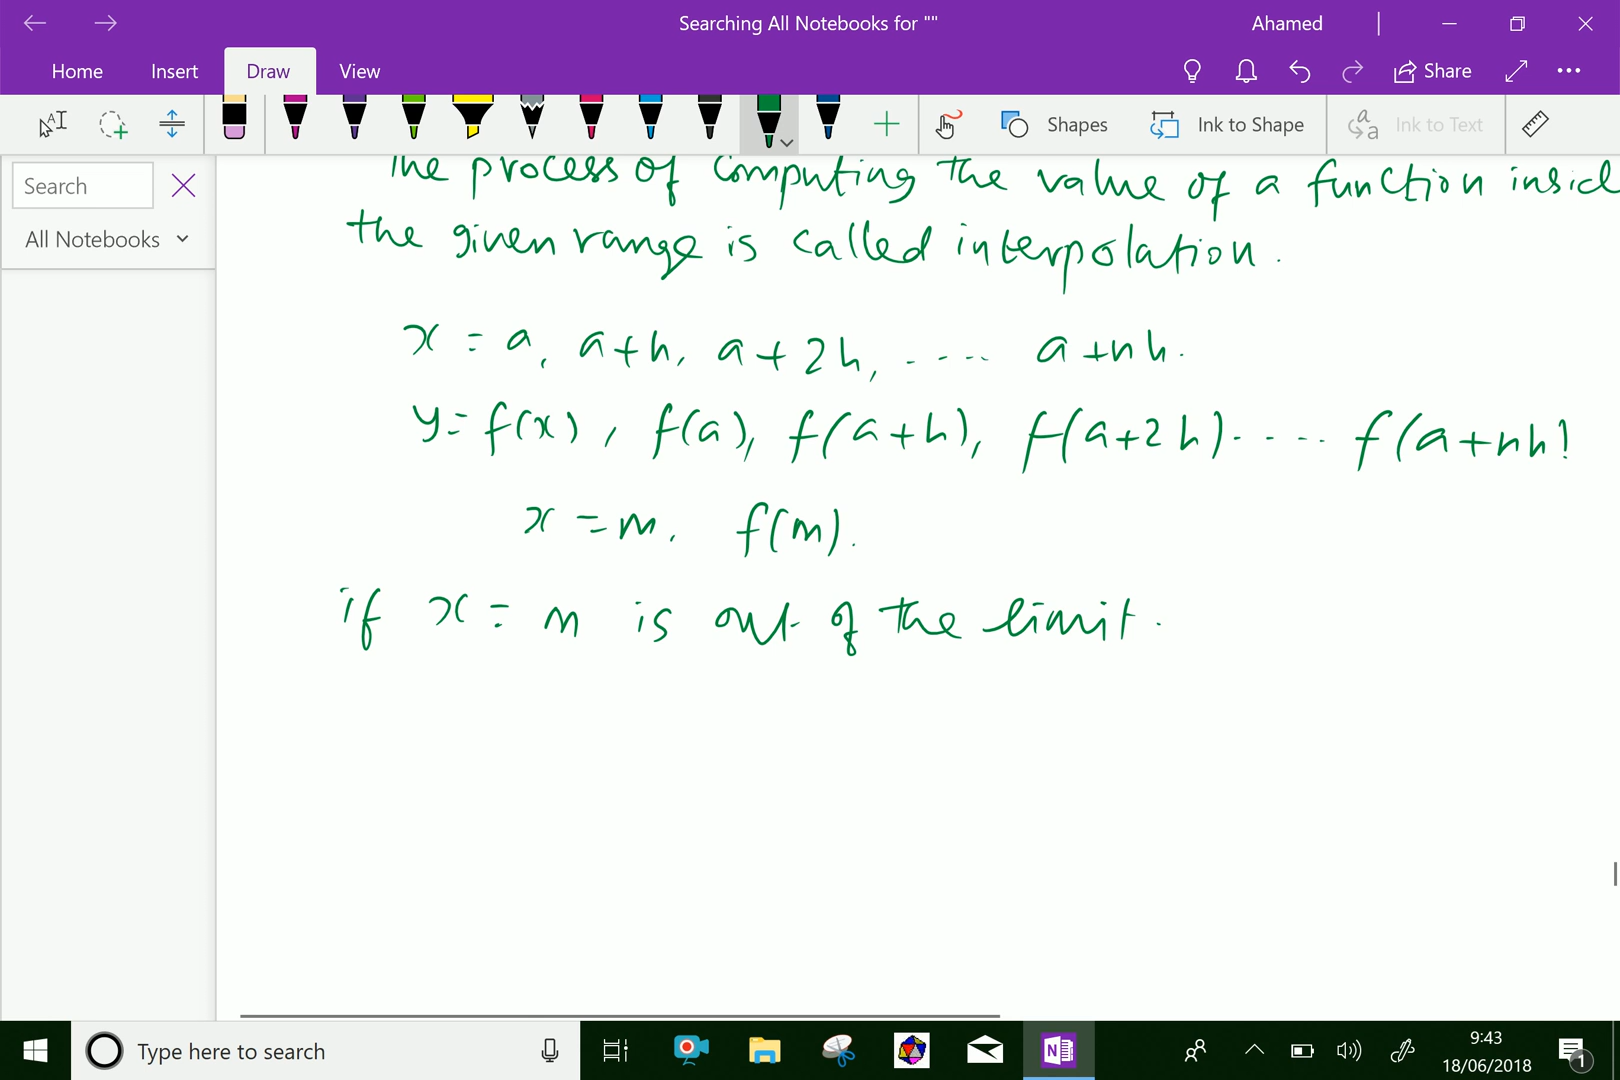 Searching All Notebooks for ""
Ahamed
Home Insert Draw View
Share
Shapes
Ink to Shape
Ink to Text
Search
All Notebooks
The process of computing the value of a function insid
the given range is called interpolation.
x = a, a+h, a+2h, ..... a+nh.
y = f(x), f(a), f(a+h), f(a+2h)..... f(a+nh)
x = m, f(m).
if x = m is out of the limit.
Type here to search
9:43
18/06/2018
1